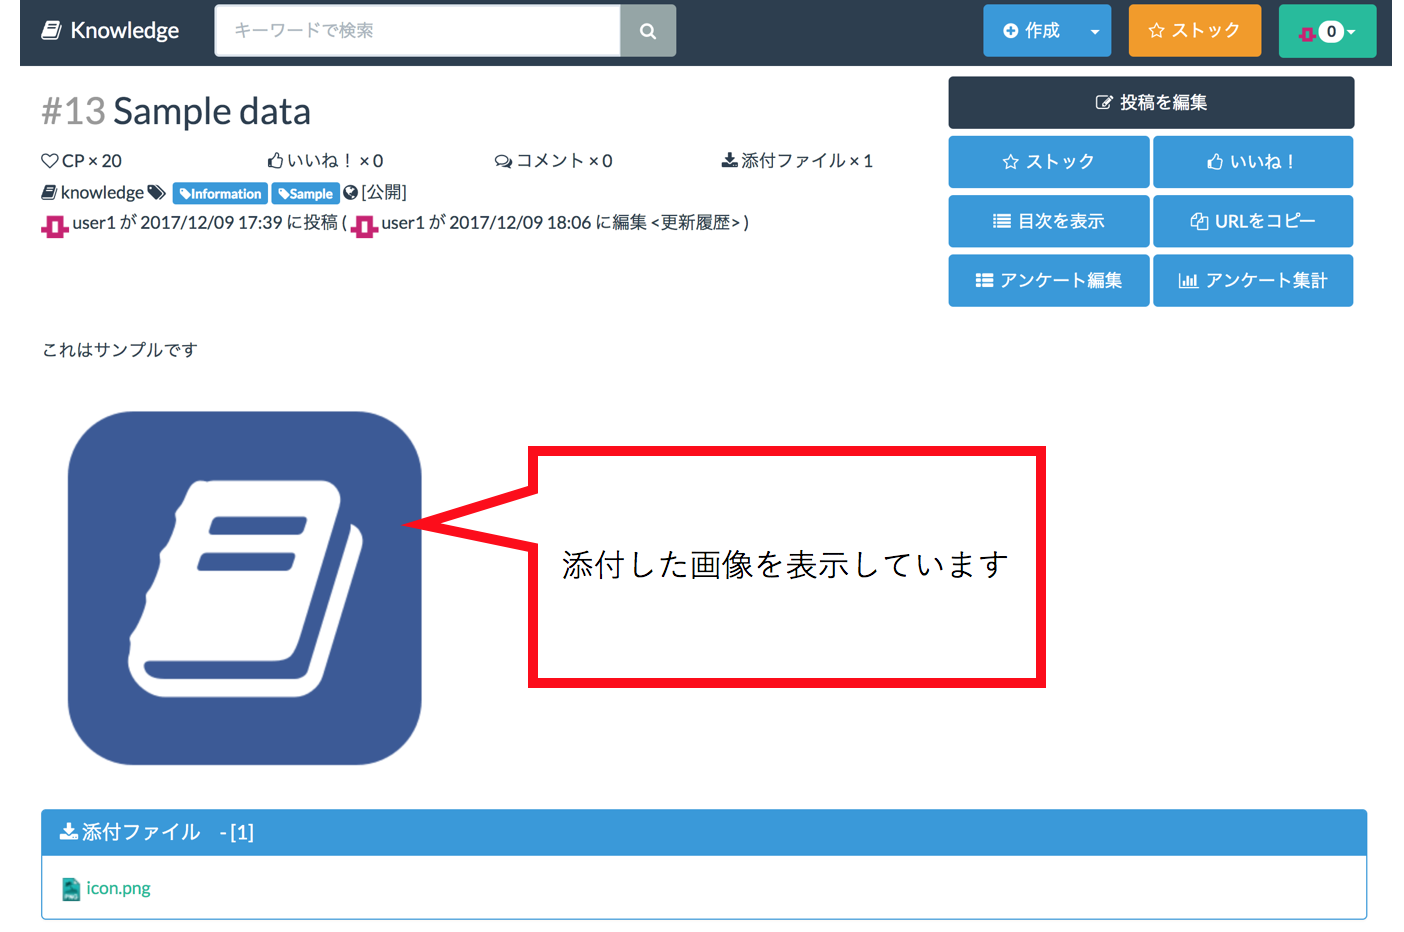 Knowledge
キーワードで検索
作成
ストック
0
#13 Sample data
CP × 20
いいね！ × 0
コメント × 0
添付ファイル × 1
knowledge Information Sample [公開]
user1 が 2017/12/09 17:39 に投稿 ( user1 が 2017/12/09 18:06 に編集 <更新履歴> )
投稿を編集
ストック
いいね！
目次を表示
URLをコピー
アンケート編集
アンケート集計
これはサンプルです
添付した画像を表示しています
添付ファイル - [1]
PNG icon.png